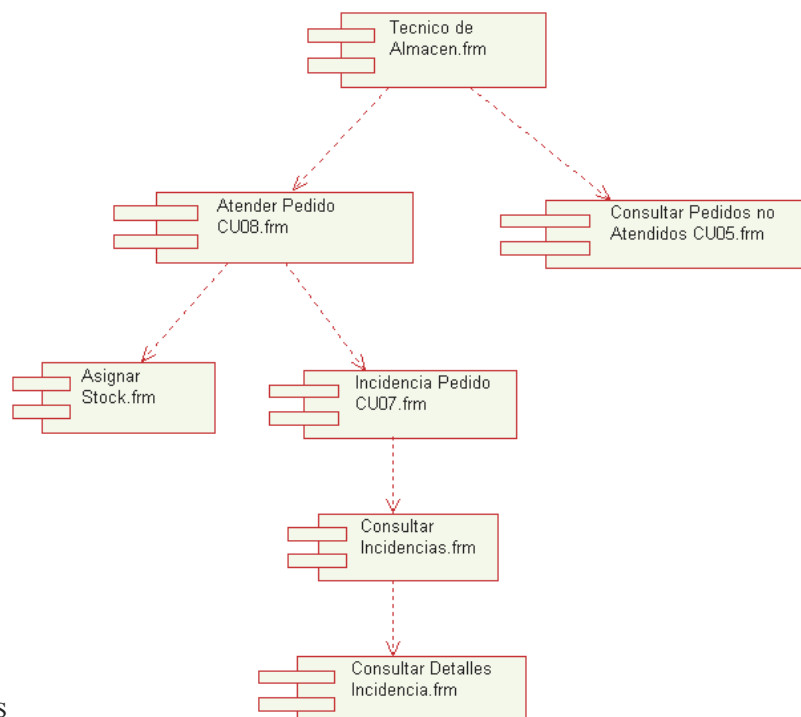 Tecnico de
Almacen.frm
Atender Pedido
CU08.frm
Consultar Pedidos no
Atendidos CU05.frm
Asignar
Stock.frm
Incidencia Pedido
CU07.frm
Consultar
Incidencias.frm
Consultar Detalles
Incidencia.frm
s